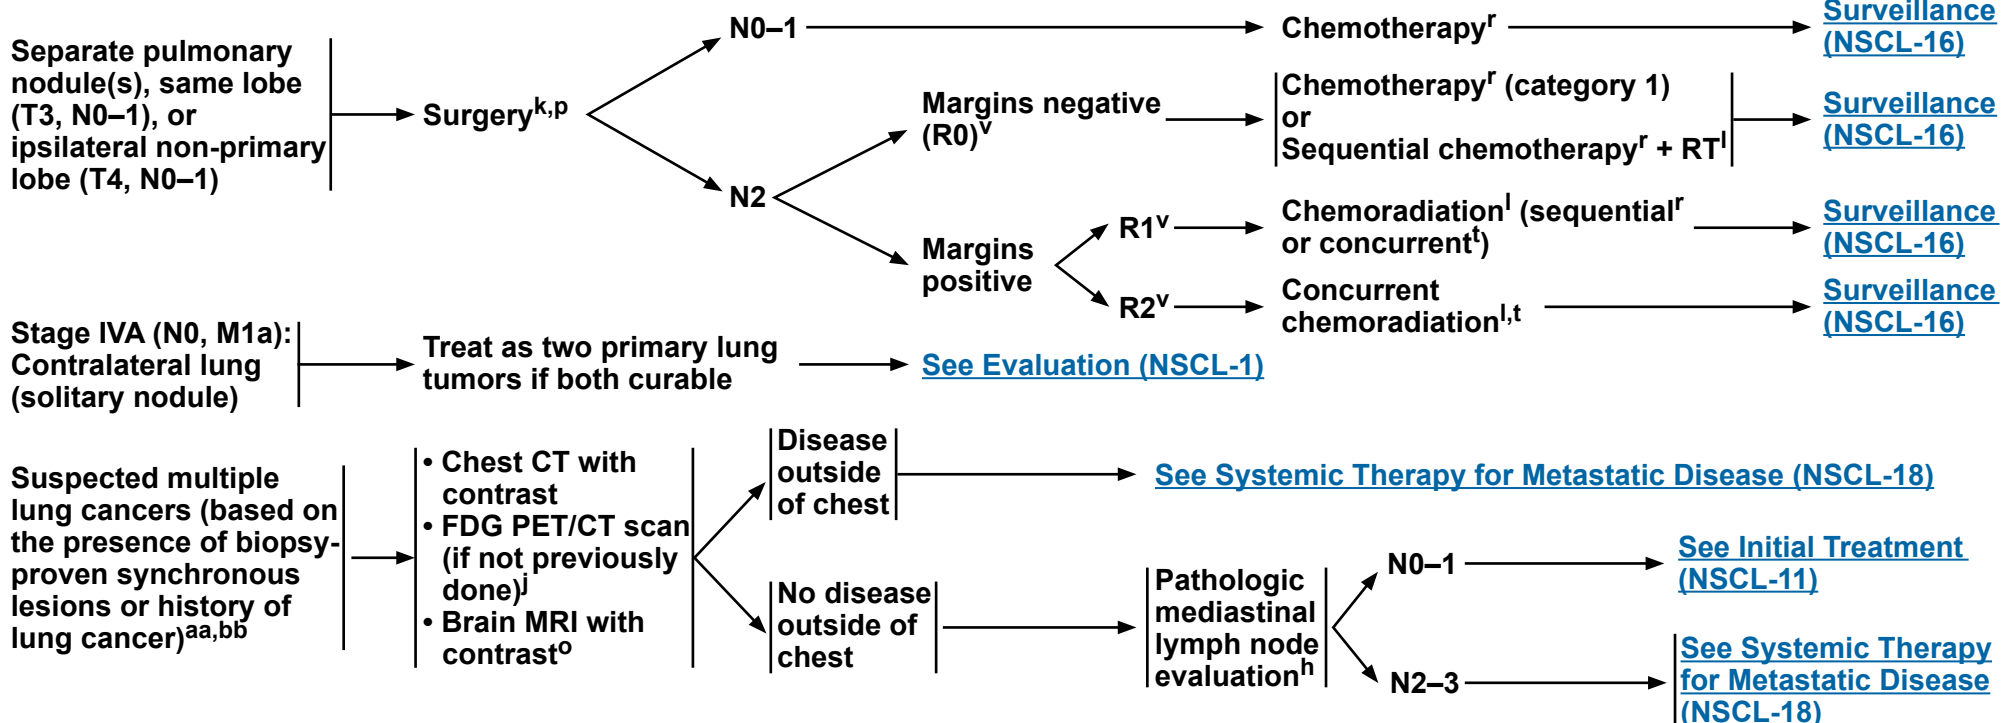 Separate pulmonary
nodule(s), same lobe
(T3, N0–1), or
ipsilateral non-primary
lobe (T4, N0–1)
Surgeryk,p
N0–1
Chemotherapyr
Surveillance
(NSCL-16)
N2
Margins negative
(R0)v
Chemotherapyr (category 1)
or
Sequential chemotherapyr + RTl
Surveillance
(NSCL-16)
Margins
positive
R1v
Chemoradiationl (sequentialr
or concurrentt)
Surveillance
(NSCL-16)
R2v
Concurrent
chemoradiationl,t
Surveillance
(NSCL-16)
Stage IVA (N0, M1a):
Contralateral lung
(solitary nodule)
Treat as two primary lung
tumors if both curable
See Evaluation (NSCL-1)
Suspected multiple
lung cancers (based on
the presence of biopsy-
proven synchronous
lesions or history of
lung cancer)aa,bb
• Chest CT with
contrast
• FDG PET/CT scan
(if not previously
done)j
• Brain MRI with
contrasto
Disease
outside
of chest
See Systemic Therapy for Metastatic Disease (NSCL-18)
No disease
outside of
chest
Pathologic
mediastinal
lymph node
evaluationh
N0–1
See Initial Treatment
(NSCL-11)
N2–3
See Systemic Therapy
for Metastatic Disease
(NSCL-18)